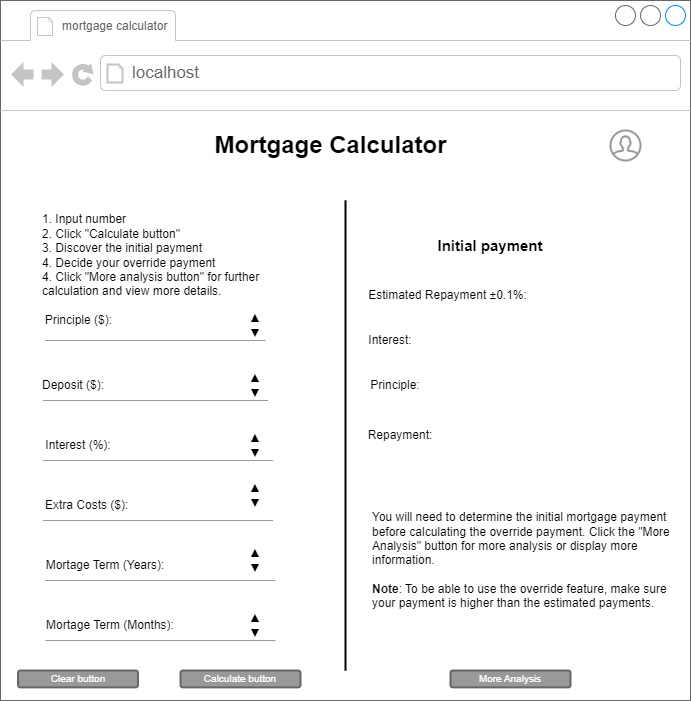 mortgage calculator
localhost
Mortgage Calculator
1. Input number
2. Click "Calculate button"
3. Discover the initial payment
4. Decide your override payment
4. Click "More analysis button" for further
calculation and view more details.
Principle ($):
Deposit ($):
Interest (%):
Extra Costs ($):
Mortage Term (Years):
Mortage Term (Months):
Clear button
Calculate button
Initial payment
Estimated Repayment ±0.1%:
Interest:
Principle:
Repayment:
You will need to determine the initial mortgage payment
before calculating the override payment. Click the "More
Analysis" button for more analysis or display more
information.
Note: To be able to use the override feature, make sure
your payment is higher than the estimated payments.
More Analysis